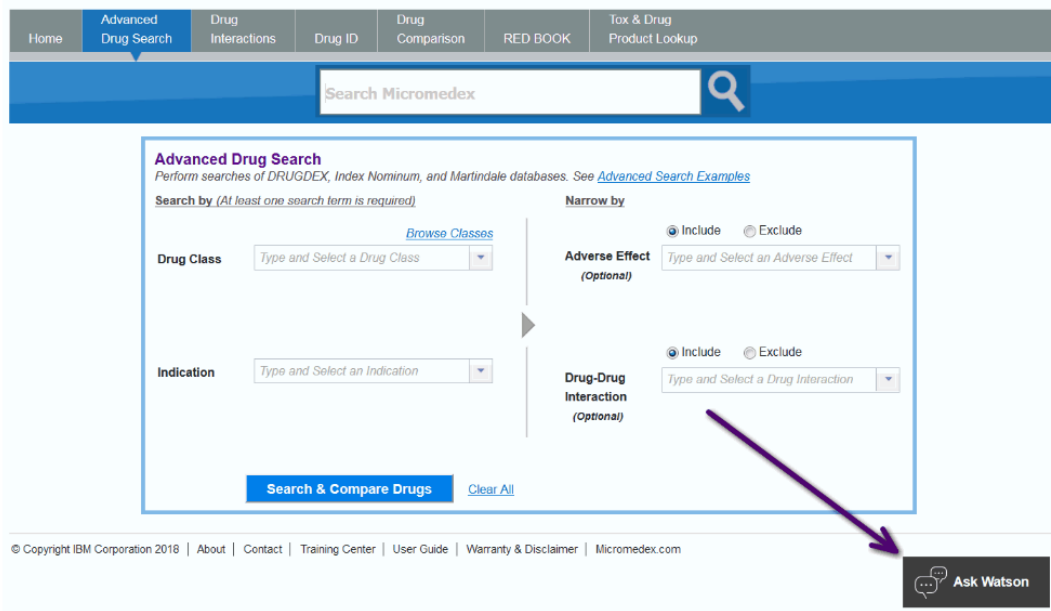 Home
Advanced
Drug Search
Drug
Interactions
Drug ID
Drug
Comparison
RED BOOK
Tox & Drug
Product Lookup
Search Micromedex
Advanced Drug Search
Perform searches of DRUGDEX, Index Nominum, and Martindale databases. See Advanced Search Examples
Search by (At least one search term is required)
Browse Classes
Drug Class
Type and Select a Drug Class
Indication
Type and Select an Indication
Narrow by
Include Exclude
Adverse Effect
(Optional)
Type and Select an Adverse Effect
Include Exclude
Drug-Drug
Interaction
(Optional)
Type and Select a Drug Interaction
Search & Compare Drugs Clear All
© Copyright IBM Corporation 2018 | About | Contact | Training Center | User Guide | Warranty & Disclaimer | Micromedex.com
Ask Watson